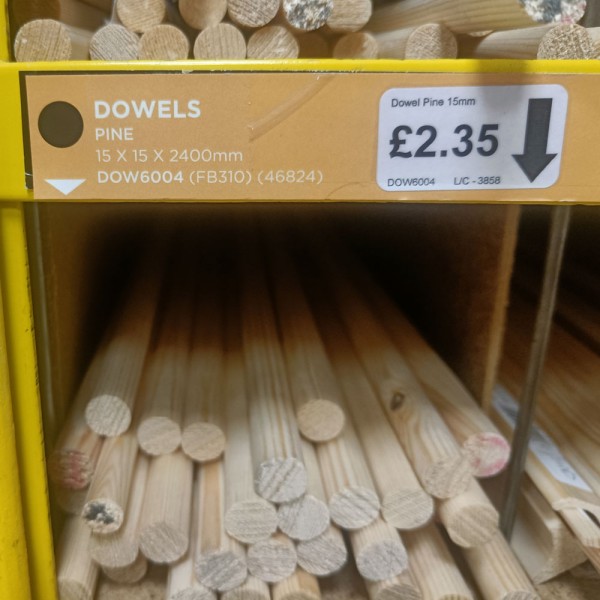 DOWELS
PINE
15 X 15 X 2400mm
DOW6004 (FB310) (46824)
Dowel Pine 15mm
£2.35
DOW6004 L/C - 3858